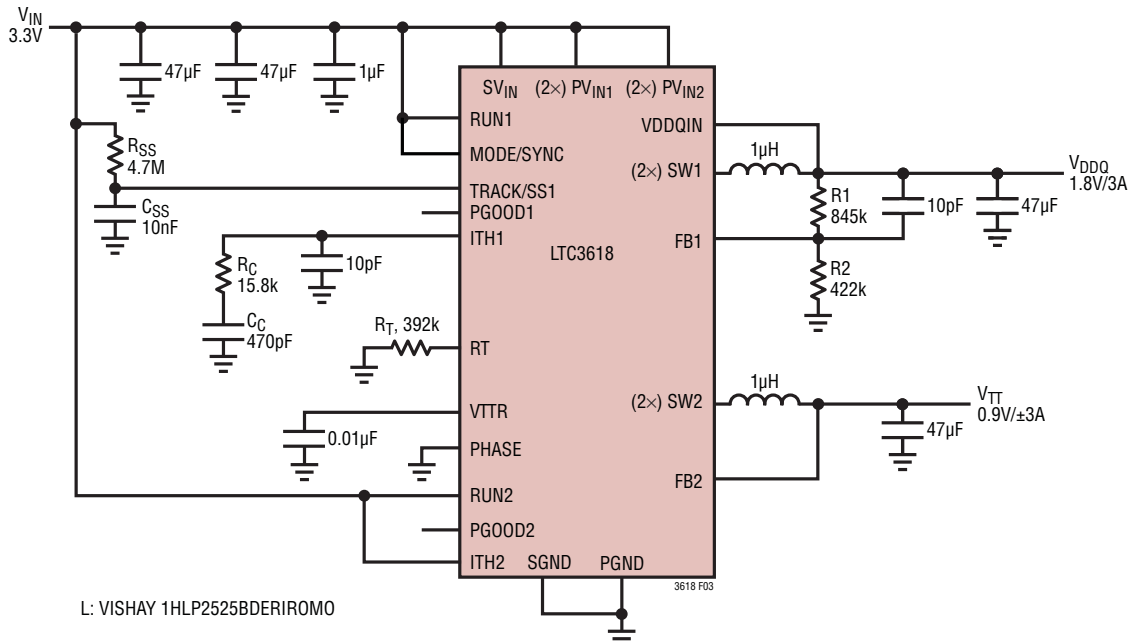 VIN
3.3V
47µF
47µF
1µF
RSS
4.7M
CSS
10nF
RC
15.8k
CC
470pF
10pF
RT, 392k
0.01µF
SVIN
(2×) PVIN1
(2×) PVIN2
RUN1
MODE/SYNC
TRACK/SS1
PGOOD1
ITH1
RT
VTTR
PHASE
RUN2
PGOOD2
ITH2
SGND
PGND
LTC3618
VDDQIN
(2×) SW1
FB1
(2×) SW2
FB2
1µH
R1
845k
R2
422k
10pF
47µF
VDDQ
1.8V/3A
1µH
47µF
VTT
0.9V/±3A
3618 F03
L: VISHAY 1HLP2525BDERIROMO